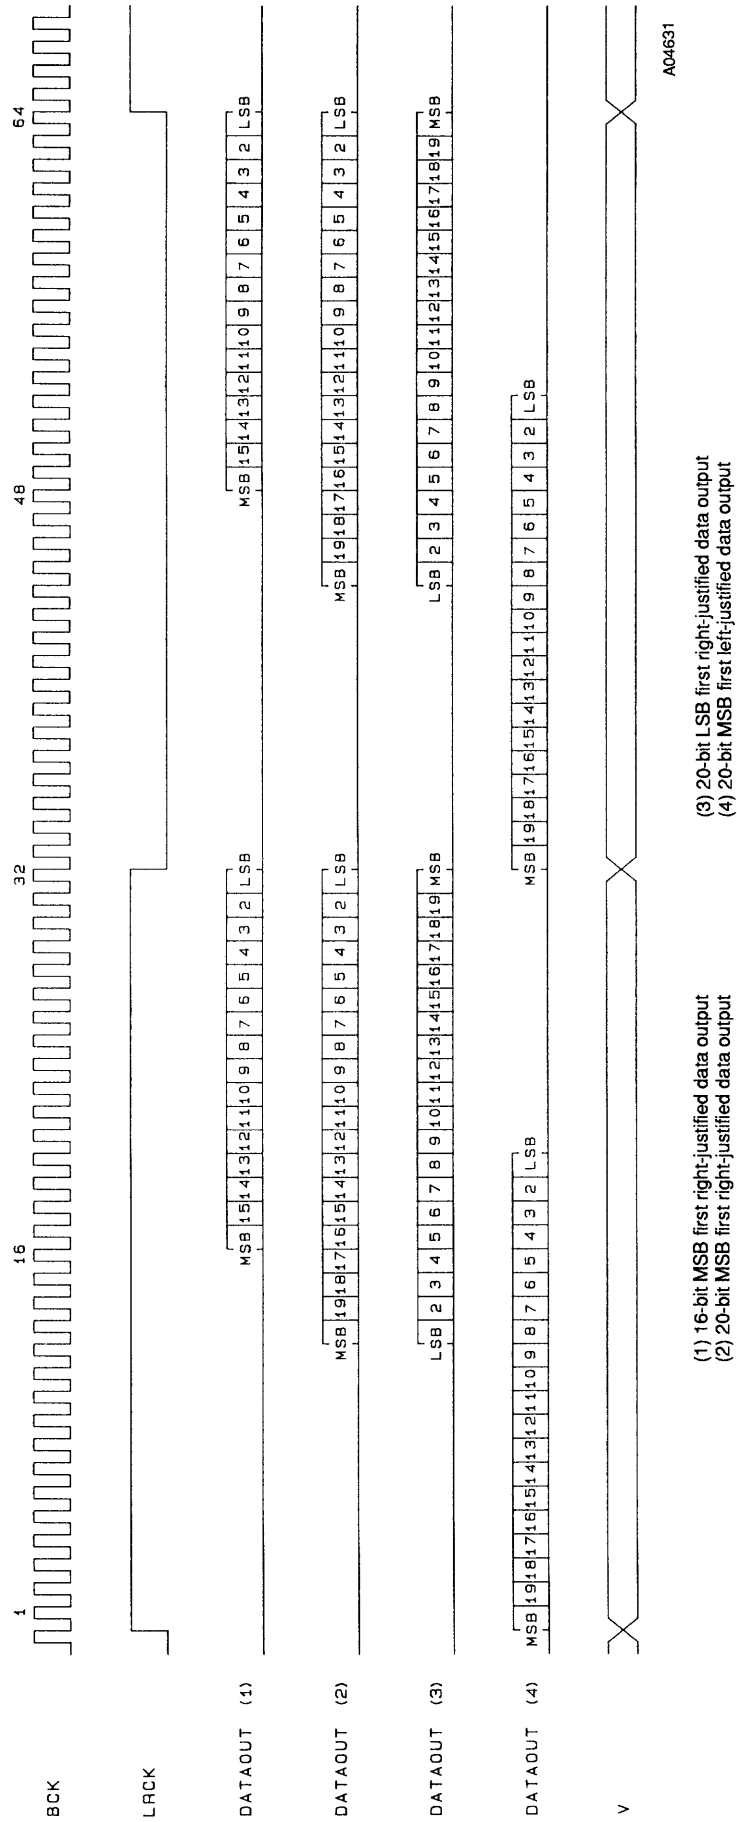 1 16 32 48 64
BCK
LRCK
DATAOUT (1) MSB 15 14 13 12 11 10 9 8 7 6 5 4 3 2 LSB MSB 15 14 13 12 11 10 9 8 7 6 5 4 3 2 LSB
DATAOUT (2) MSB 19 18 17 16 15 14 13 12 11 10 9 8 7 6 5 4 3 2 LSB MSB 19 18 17 16 15 14 13 12 11 10 9 8 7 6 5 4 3 2 LSB
DATAOUT (3) LSB 2 3 4 5 6 7 8 9 10 11 12 13 14 15 16 17 18 19 MSB LSB 2 3 4 5 6 7 8 9 10 11 12 13 14 15 16 17 18 19 MSB
DATAOUT (4) MSB 19 18 17 16 15 14 13 12 11 10 9 8 7 6 5 4 3 2 LSB MSB 19 18 17 16 15 14 13 12 11 10 9 8 7 6 5 4 3 2 LSB
V
A04631
(1) 16-bit MSB first right-justified data output
(2) 20-bit MSB first right-justified data output
(3) 20-bit LSB first right-justified data output
(4) 20-bit MSB first left-justified data output